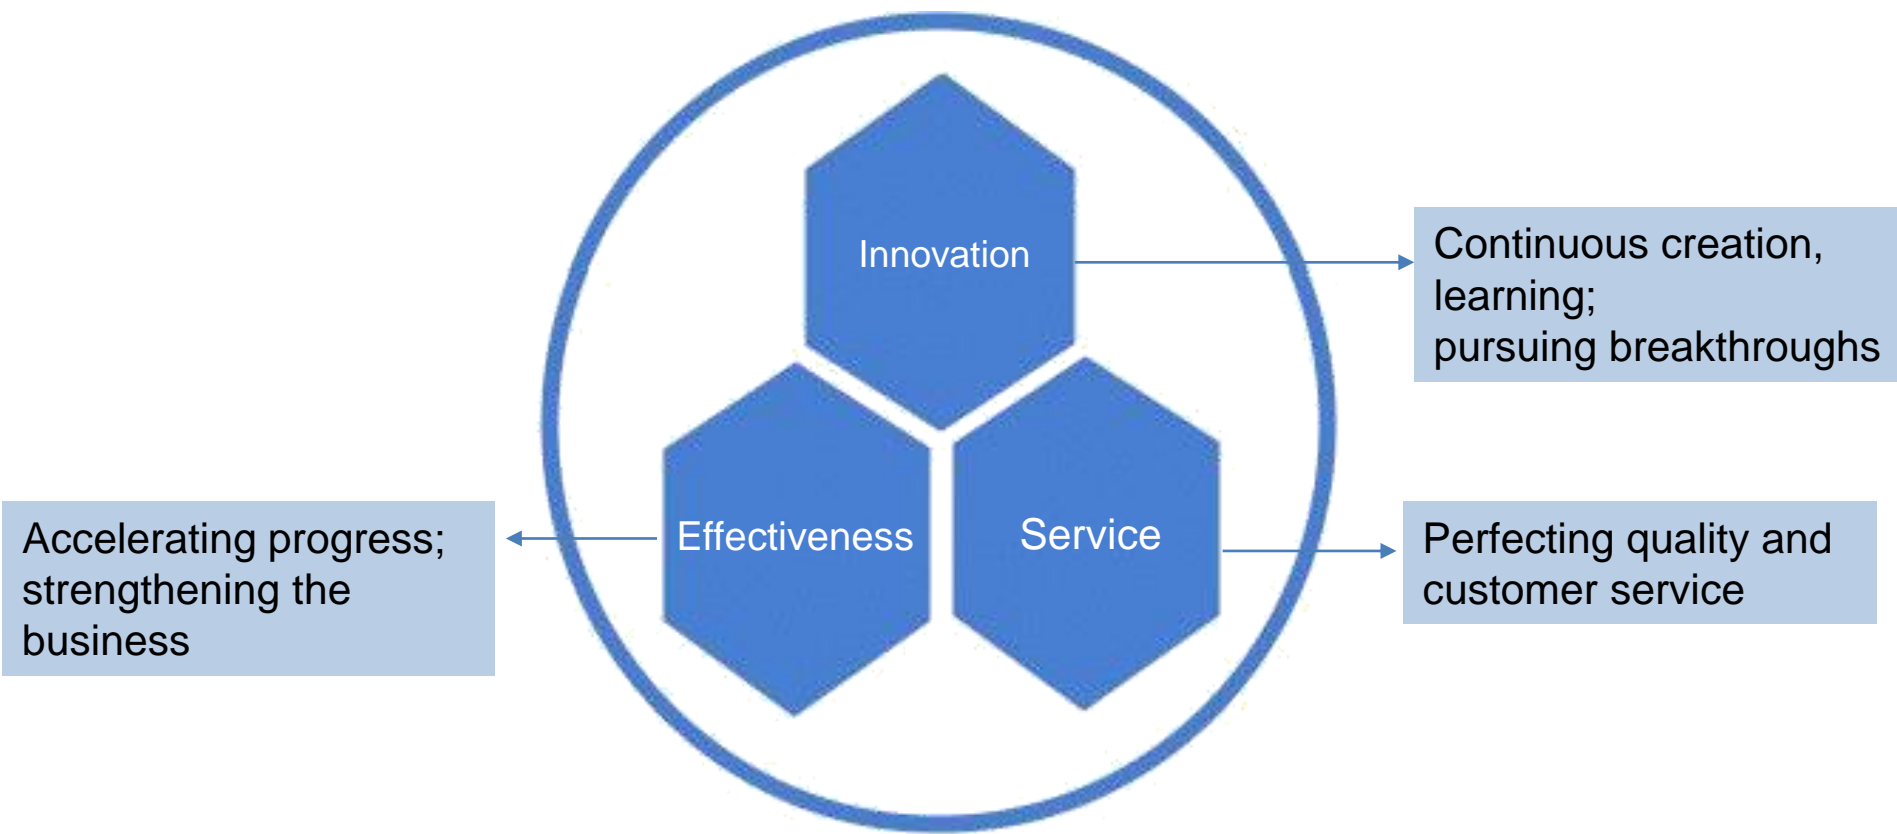 Innovation
Continuous creation,
learning;
pursuing breakthroughs
Effectiveness
Accelerating progress;
strengthening the
business
Service
Perfecting quality and
customer service